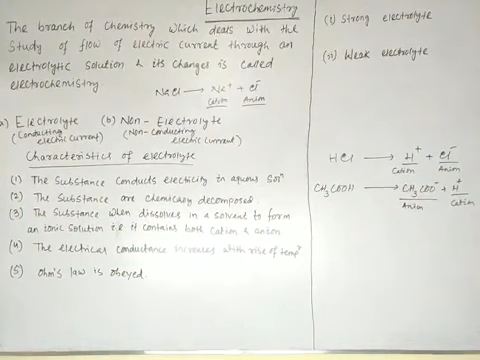 Electrochemistry
The branch of Chemistry which deals with the
Study of flow of electric current through an
electrolytic solution & its changes is called
electrochemistry.
NaCl → Na⁺ + Cl⁻
Cation Anion
a) Electrolyte (b) Non-Electrolyte
(Conducting electric current) (Non-conducting electric current)
Characteristics of electrolyte
(1) The Substance conducts electicity in aqueous Solⁿ
(2) The Substance are chemically decomposed
(3) The Substance when dissolves in a solvent to form
an ionic solution i.e it contains both cation & anion
(4) The electrical conductance increases with rise of tempʳ
(5) Ohm's law is obeyed.
(i) Strong electrolyte
(ii) Weak electrolyte
HCl → H⁺ + Cl⁻
Cation Anion
CH₃COOH → CH₃COO⁻ + H⁺
Anion Cation